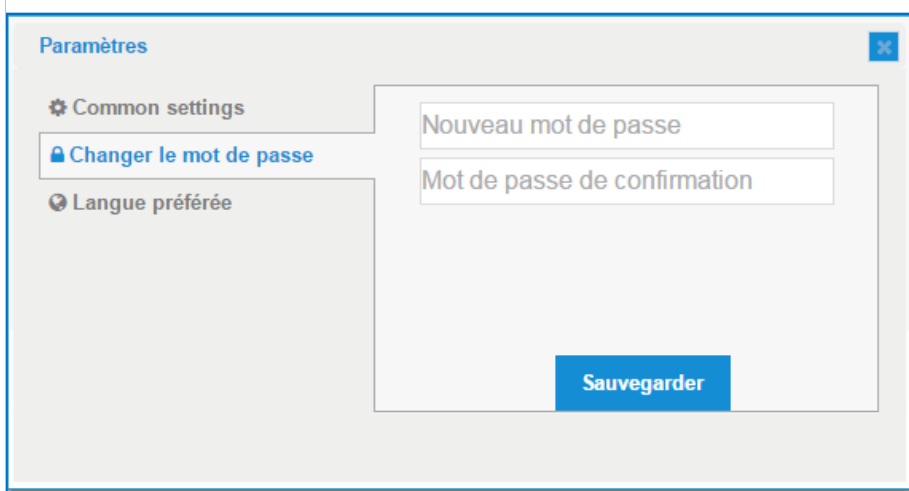 Paramètres
Common settings
Changer le mot de passe
Langue préférée
Nouveau mot de passe
Mot de passe de confirmation
Sauvegarder